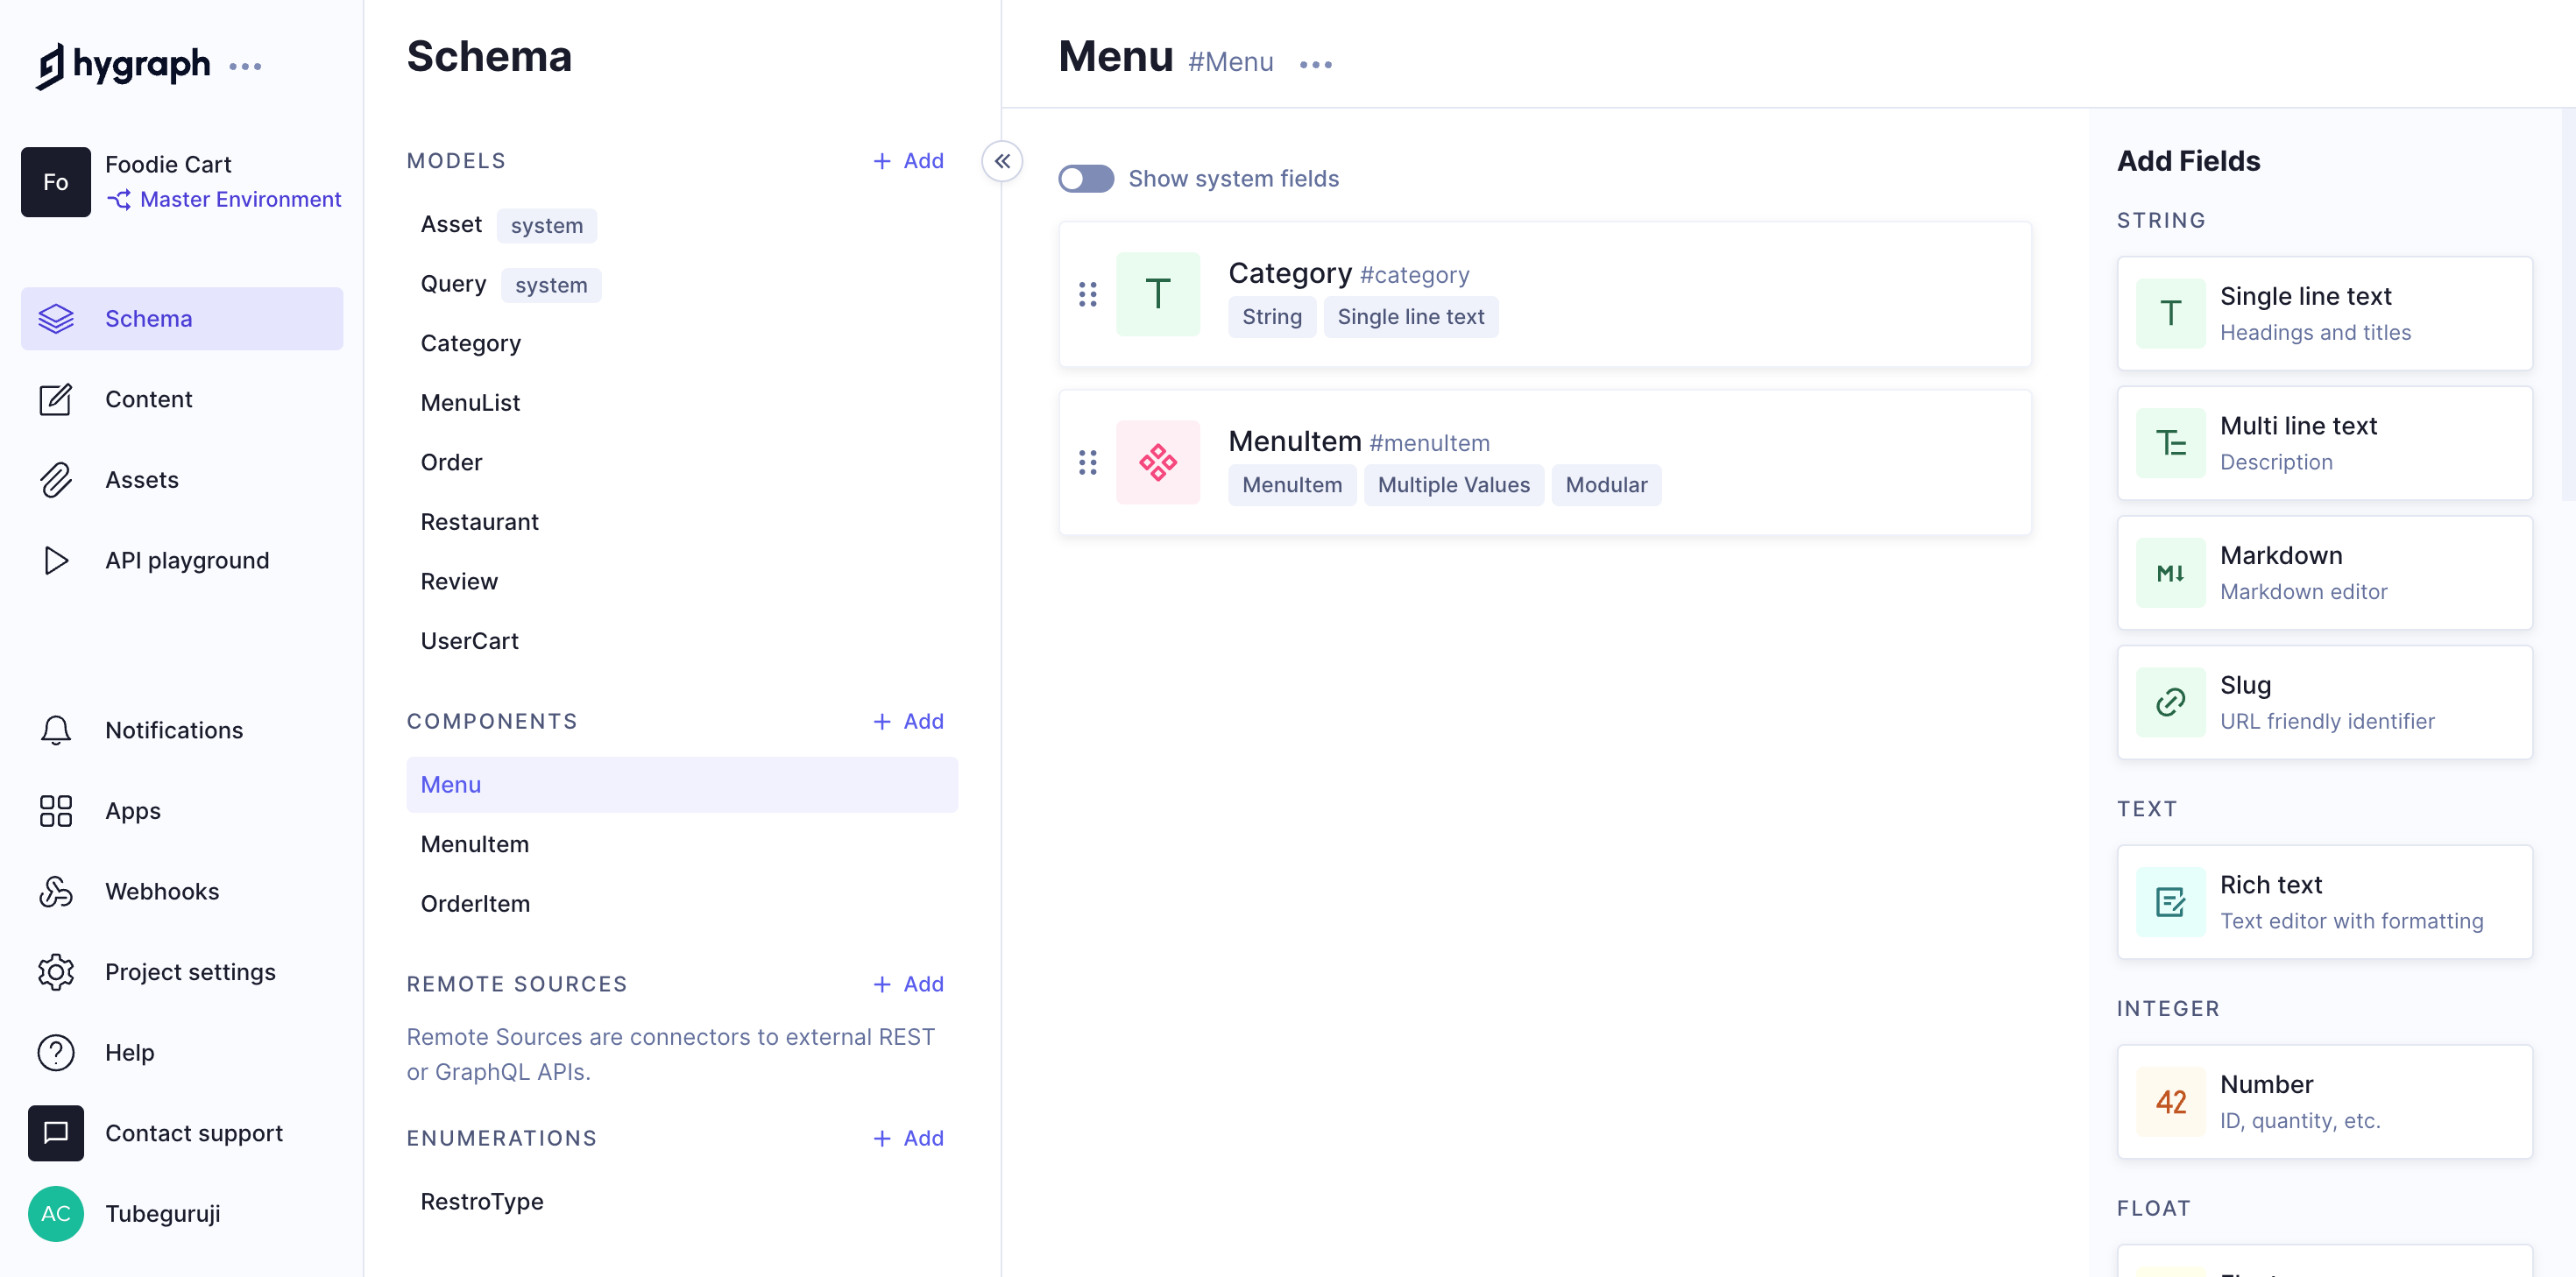 hygraph
Fo
Foodie Cart
Master Environment
Schema
Content
Assets
API playground
Notifications
Apps
Webhooks
Project settings
Help
Contact support
AC
Tubeguruji
Schema
MODELS
+ Add
Asset system
Query system
Category
MenuList
Order
Restaurant
Review
UserCart
COMPONENTS
+ Add
Menu
MenuItem
OrderItem
REMOTE SOURCES
+ Add
Remote Sources are connectors to external REST
or GraphQL APIs.
ENUMERATIONS
+ Add
RestroType
Menu #Menu
Show system fields
T
Category #category
String Single line text
MenuItem #menuItem
MenuItem Multiple Values Modular
Add Fields
STRING
T
Single line text
Headings and titles
T
Multi line text
Description
M↓
Markdown
Markdown editor
Slug
URL friendly identifier
TEXT
Rich text
Text editor with formatting
INTEGER
42
Number
ID, quantity, etc.
FLOAT